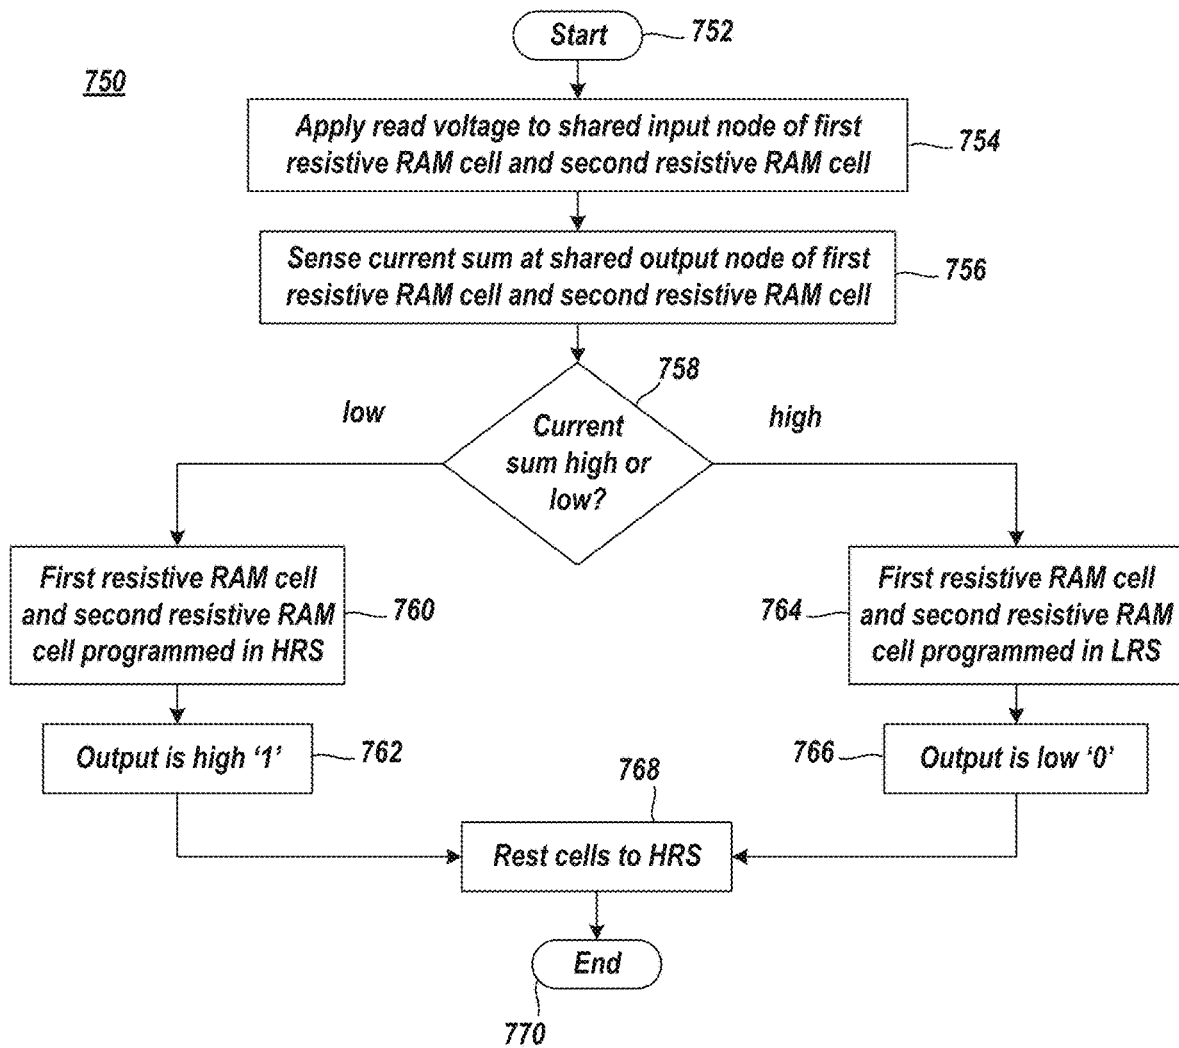 Start
752
750
Apply read voltage to shared input node of first
resistive RAM cell and second resistive RAM cell
754
Sense current sum at shared output node of first
resistive RAM cell and second resistive RAM cell
756
758
low
high
Current
sum high or
low?
First resistive RAM cell
and second resistive RAM
cell programmed in HRS
760
764
First resistive RAM cell
and second resistive RAM
cell programmed in LRS
Output is high ‘1’
762
766
Output is low ‘0’
768
Rest cells to HRS
End
770